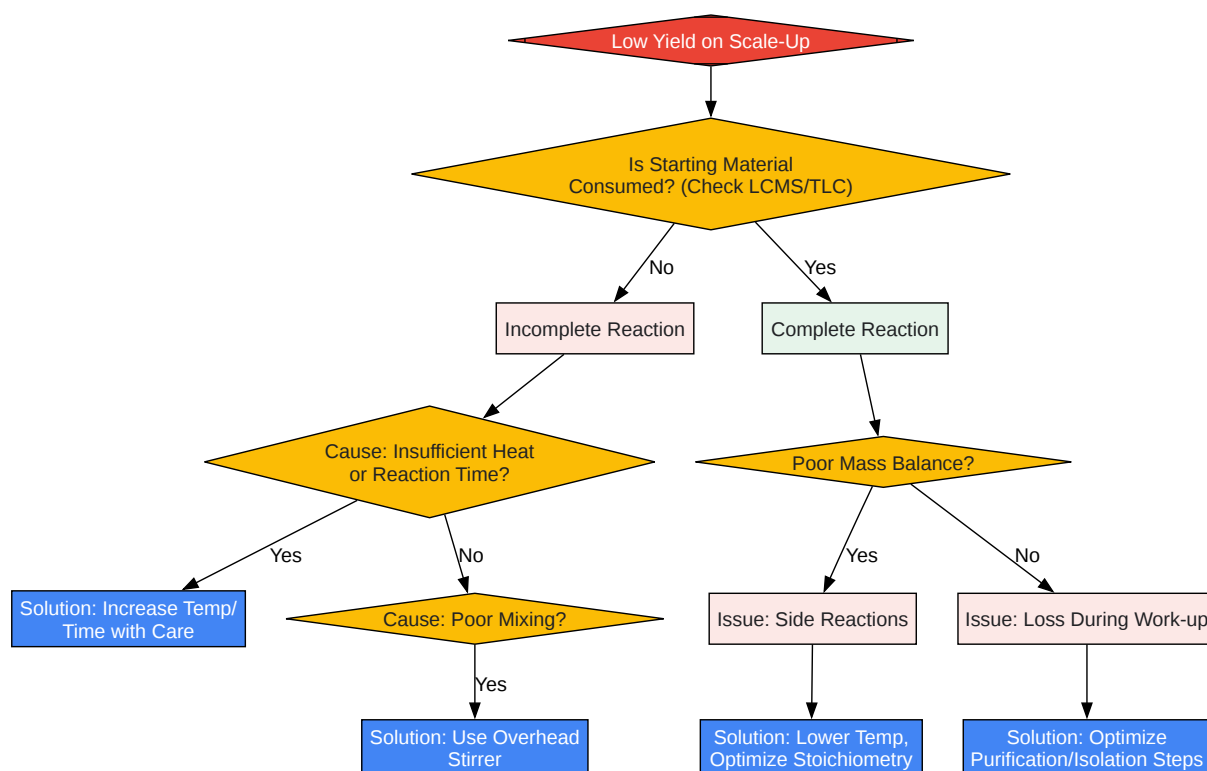 Low Yield on Scale-Up
Is Starting Material
Consumed? (Check LCMS/TLC)
No
Yes
Incomplete Reaction
Complete Reaction
Cause: Insufficient Heat
or Reaction Time?
Poor Mass Balance?
Yes
No
Yes
No
Solution: Increase Temp/
Time with Care
Cause: Poor Mixing?
Issue: Side Reactions
Issue: Loss During Work-up
Yes
Solution: Use Overhead
Stirrer
Solution: Lower Temp,
Optimize Stoichiometry
Solution: Optimize
Purification/Isolation Steps